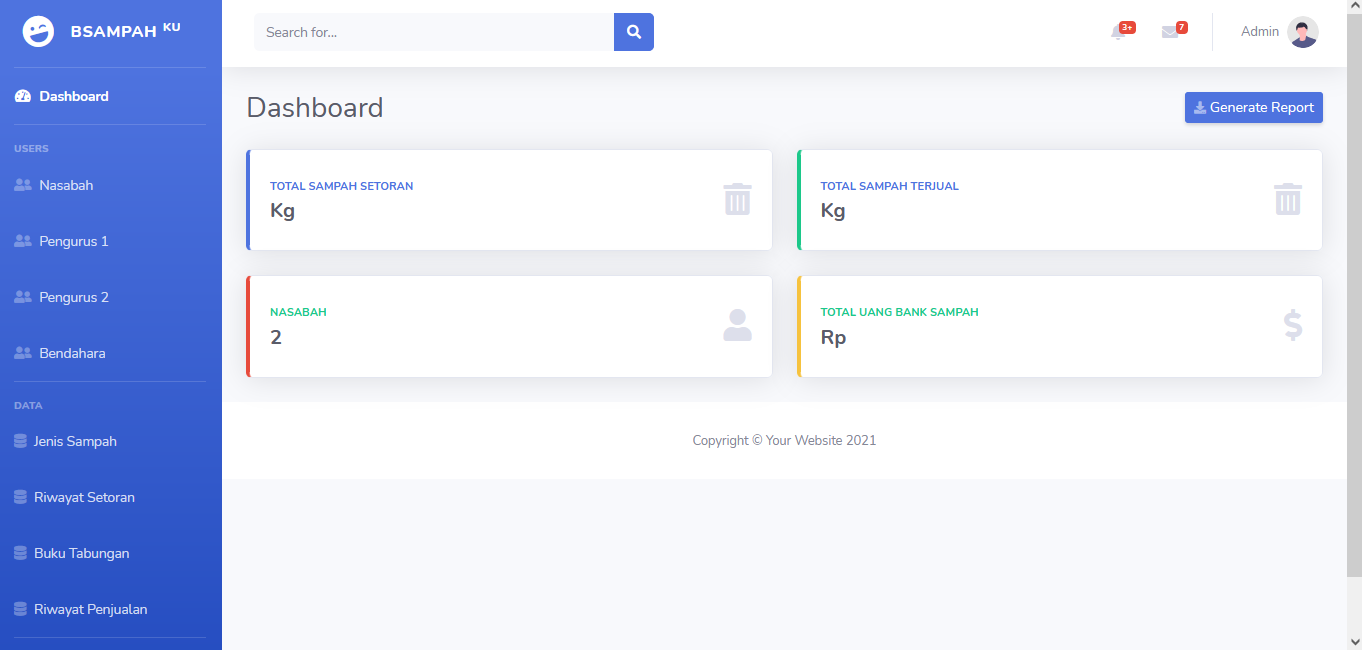 BSAMPAH KU
Dashboard
USERS
Nasabah
Pengurus 1
Pengurus 2
Bendahara
DATA
Jenis Sampah
Riwayat Setoran
Buku Tabungan
Riwayat Penjualan
Search for...
3+
7
Admin
Dashboard
Generate Report
TOTAL SAMPAH SETORAN
Kg
TOTAL SAMPAH TERJUAL
Kg
NASABAH
2
TOTAL UANG BANK SAMPAH
Rp
Copyright © Your Website 2021